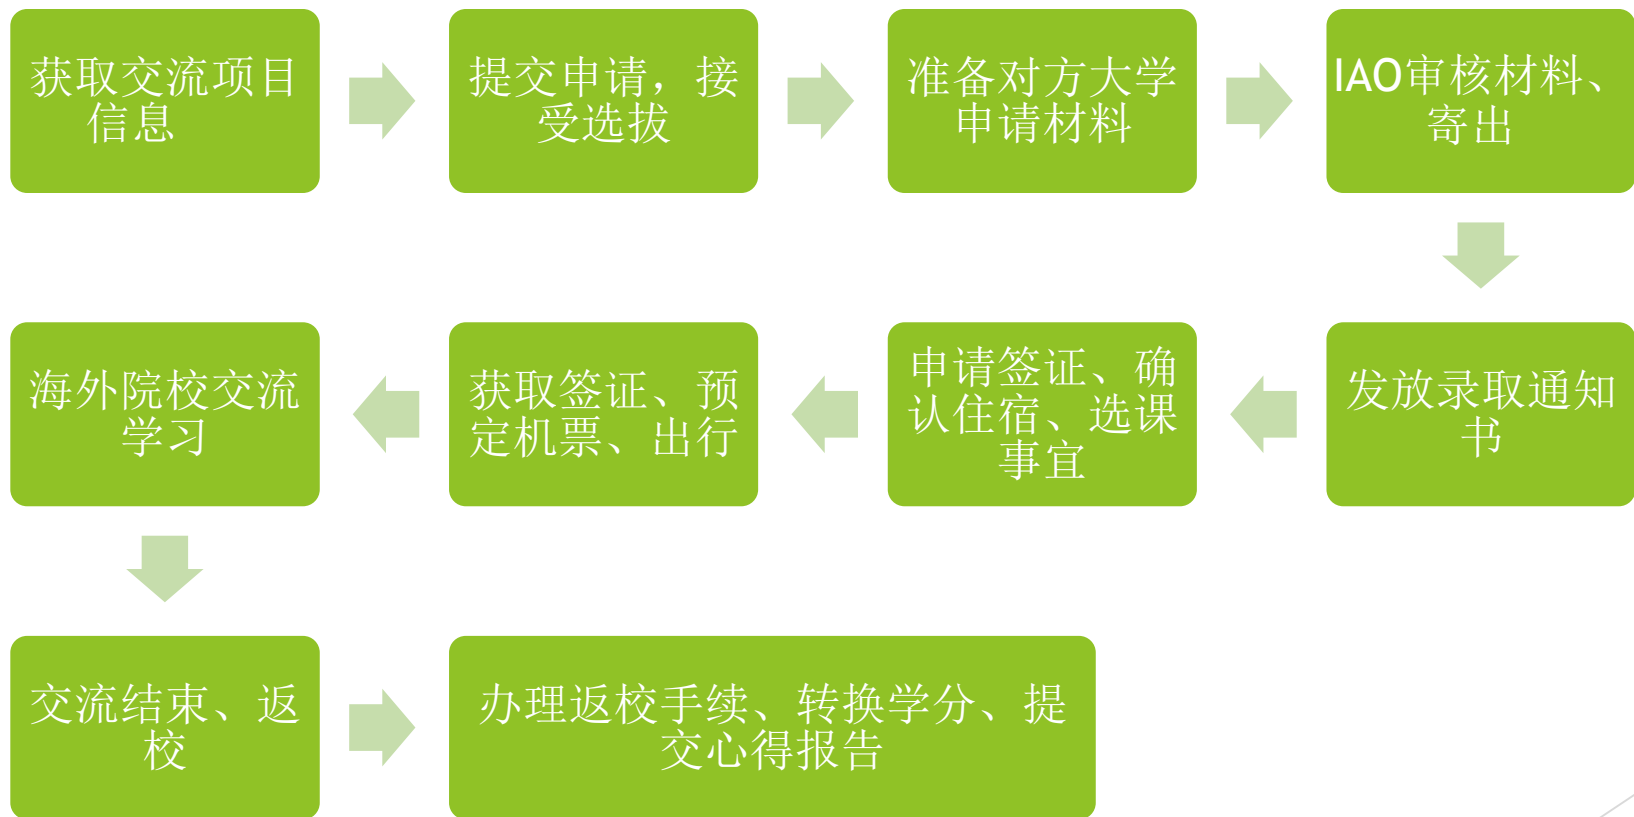 获取交流项目
信息
提交申请，接
受选拔
准备对方大学
申请材料
IAO审核材料、
寄出
发放录取通知
书
申请签证、确
认住宿、选课
事宜
获取签证、预
定机票、出行
海外院校交流
学习
交流结束、返
校
办理返校手续、转换学分、提
交心得报告